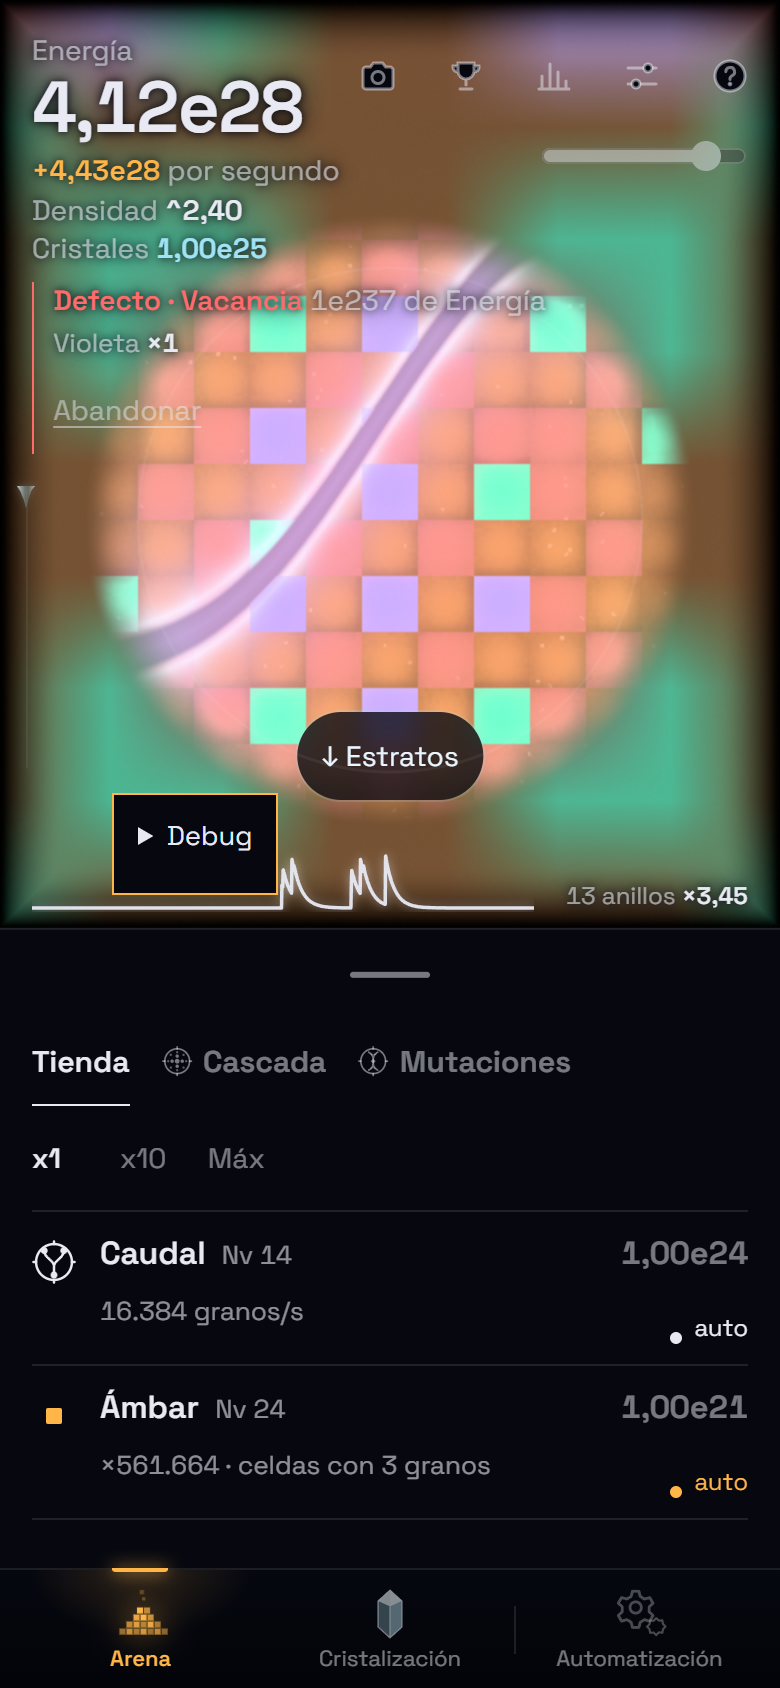 Energía
4,12e28
+4,43e28 por segundo
Densidad ^2,40
Cristales 1,00e25
Defecto · Vacancia 1e237 de Energía
Violeta ×1
Abandonar
↓ Estratos
▶ Debug
13 anillos ×3,45
Tienda Cascada Mutaciones
x1 x10 Máx
Caudal Nv 14 1,00e24
16.384 granos/s
auto
Ámbar Nv 24 1,00e21
×561.664 · celdas con 3 granos
auto
Arena Cristalización Automatización